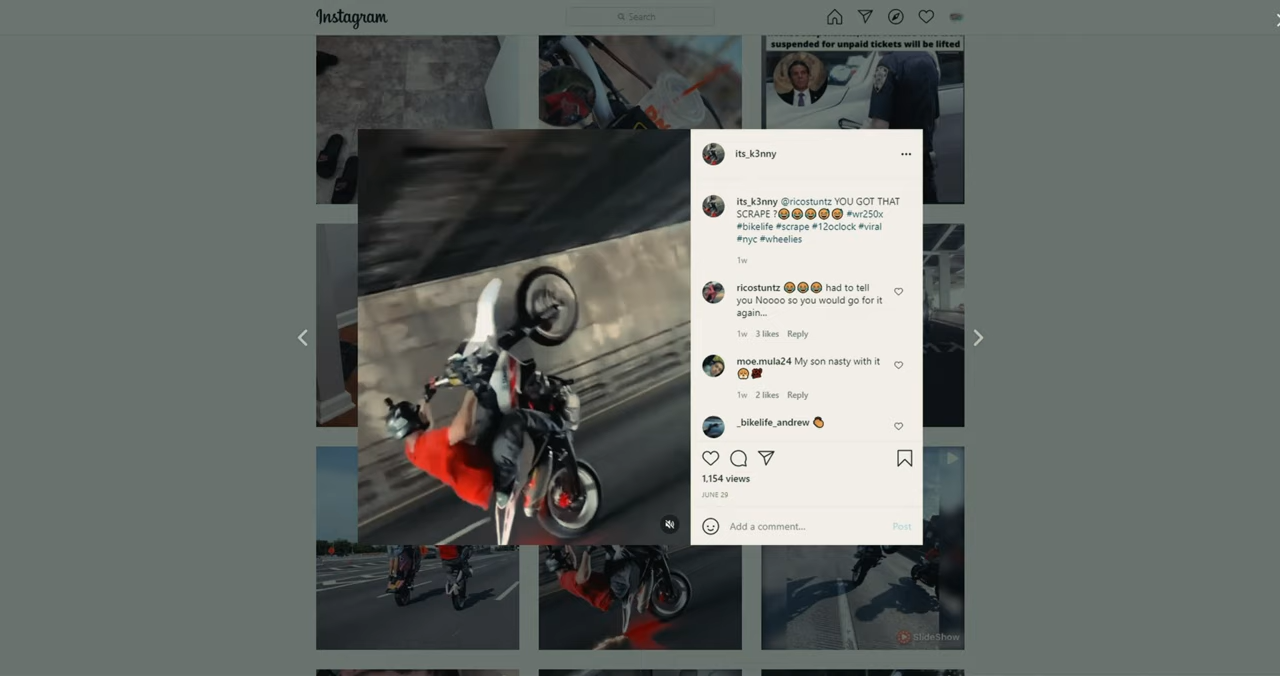 Instagram
Search
suspended for unpaid tickets will be lifted
its_k3nny
its_k3nny @ricostuntz YOU GOT THAT
SCRAPE ?😅😅😅😅😅 #wr250x
#bikelife #scrape #12oclock #viral
#nyc #wheelies
1w
ricostuntz 😅😅😅 had to tell
you Noooo so you would go for it
again...
1w 3 likes Reply
moe.mula24 My son nasty with it
1w 2 likes Reply
_bikelife_andrew 👏
1,154 views
JUNE 29
Add a comment...
Post
SlideShow